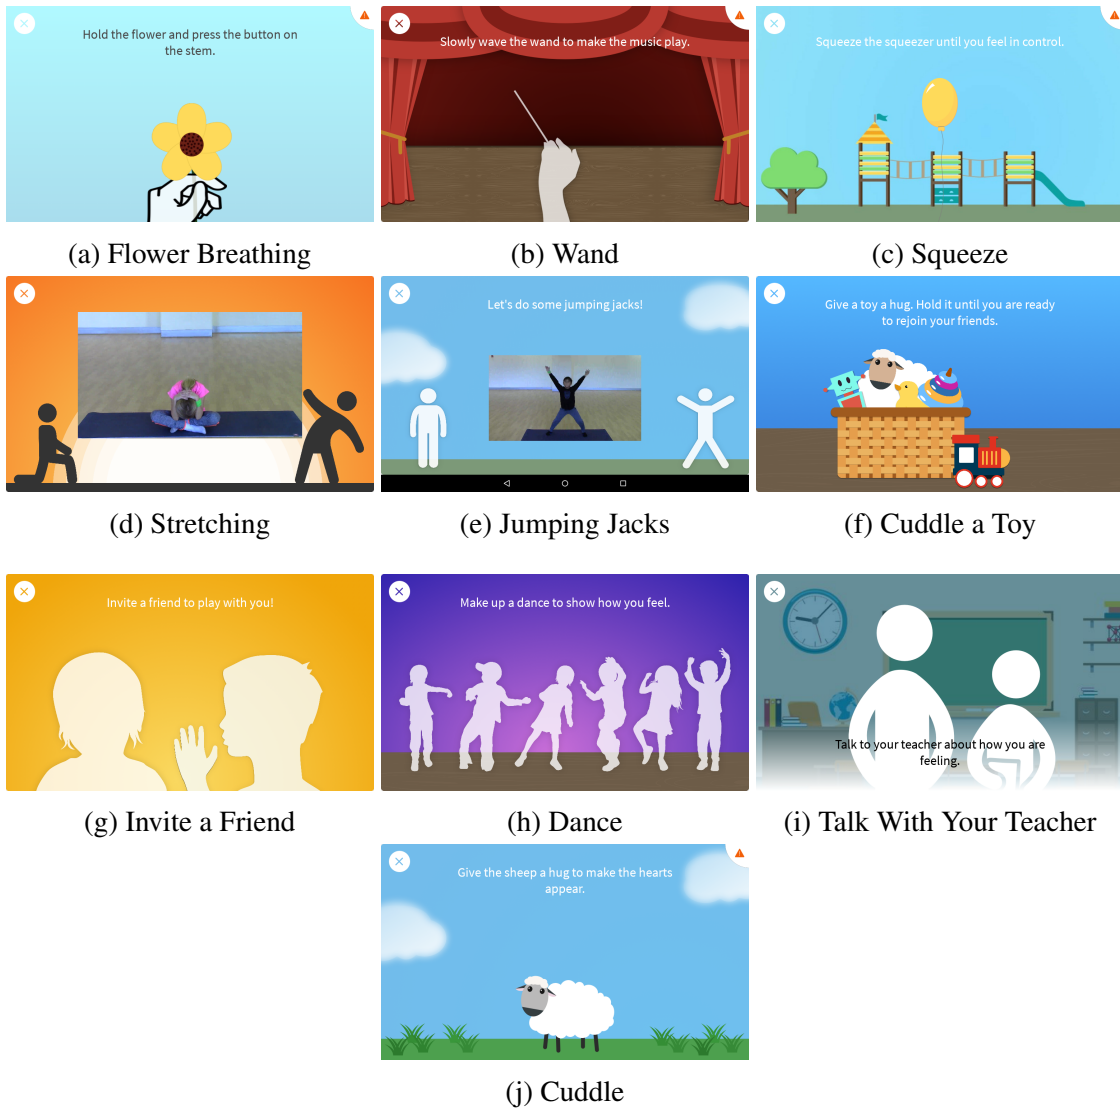 Hold the flower and press the button on
the stem.
Slowly wave the wand to make the music play.
Squeeze the squeezer until you feel in control.
(a) Flower Breathing
(b) Wand
(c) Squeeze
Let's do some jumping jacks!
Give a toy a hug. Hold it until you are ready
to rejoin your friends.
(d) Stretching
(e) Jumping Jacks
(f) Cuddle a Toy
Invite a friend to play with you!
Make up a dance to show how you feel.
Talk to your teacher about how you are
feeling.
(g) Invite a Friend
(h) Dance
(i) Talk With Your Teacher
Give the sheep a hug to make the hearts
appear.
(j) Cuddle